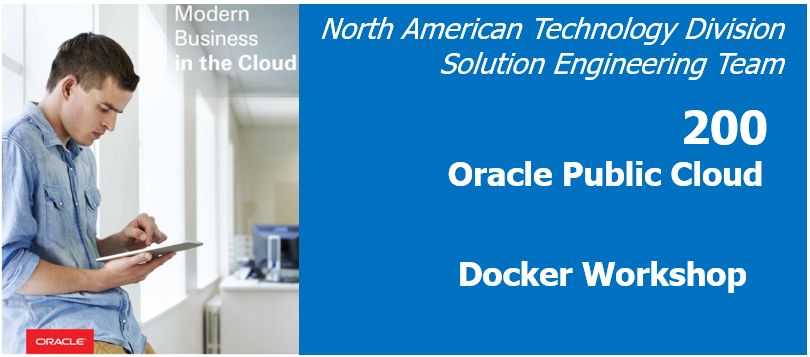 Modern
Business
in the Cloud
ORACLE
North American Technology Division
Solution Engineering Team
200
Oracle Public Cloud
Docker Workshop